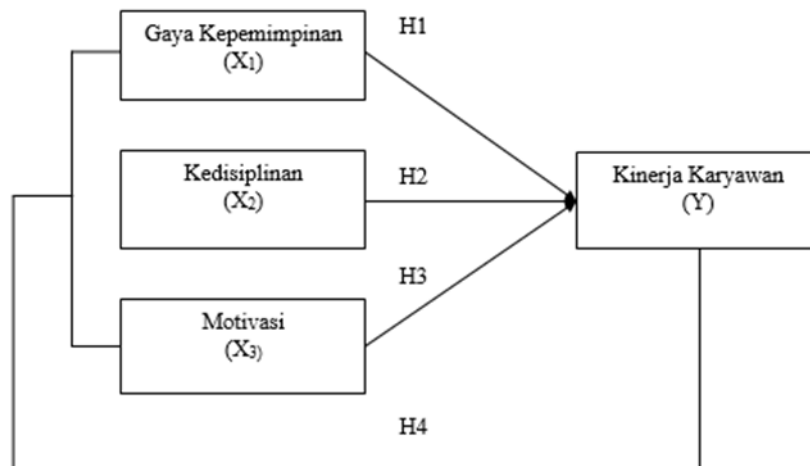 Gaya Kepemimpinan
(X₁)
H1
Kedisiplinan
(X₂)
H2
Kinerja Karyawan
(Y)
H3
Motivasi
(X₃)
H4